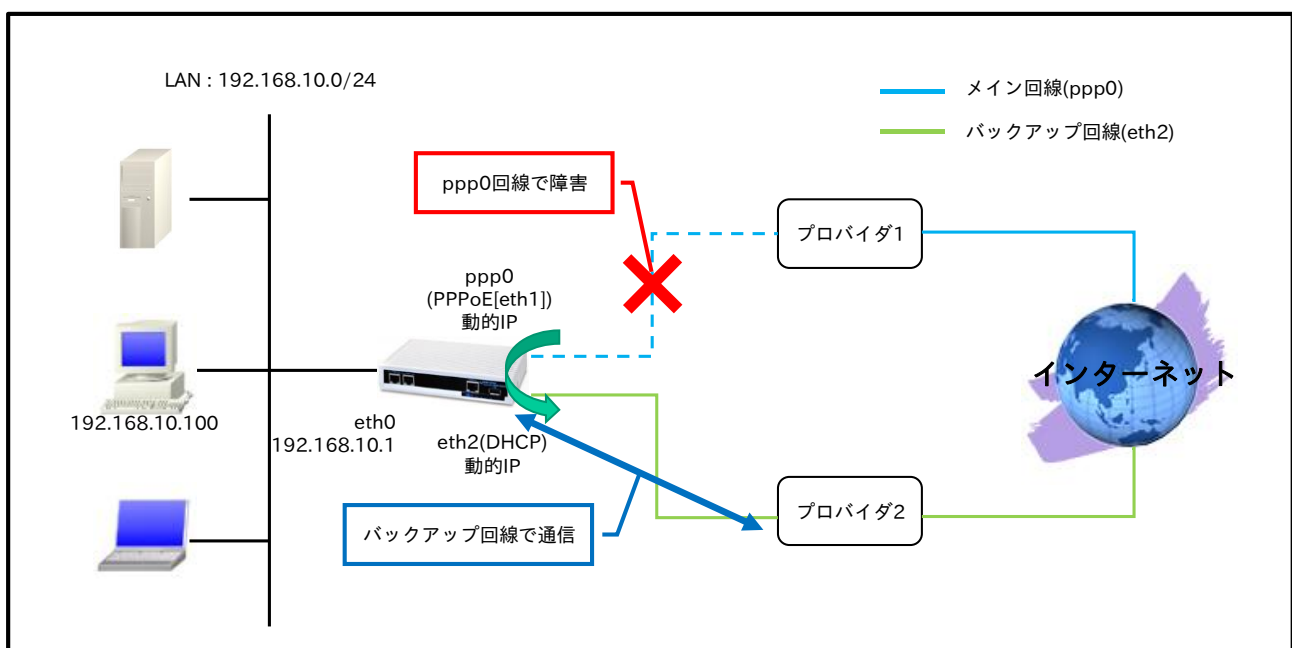 LAN : 192.168.10.0/24
メイン回線(ppp0)
バックアップ回線(eth2)
ppp0回線で障害
プロバイダ1
ppp0
(PPPoE[eth1])
動的IP
インターネット
192.168.10.100
eth0
192.168.10.1
eth2(DHCP)
動的IP
プロバイダ2
バックアップ回線で通信